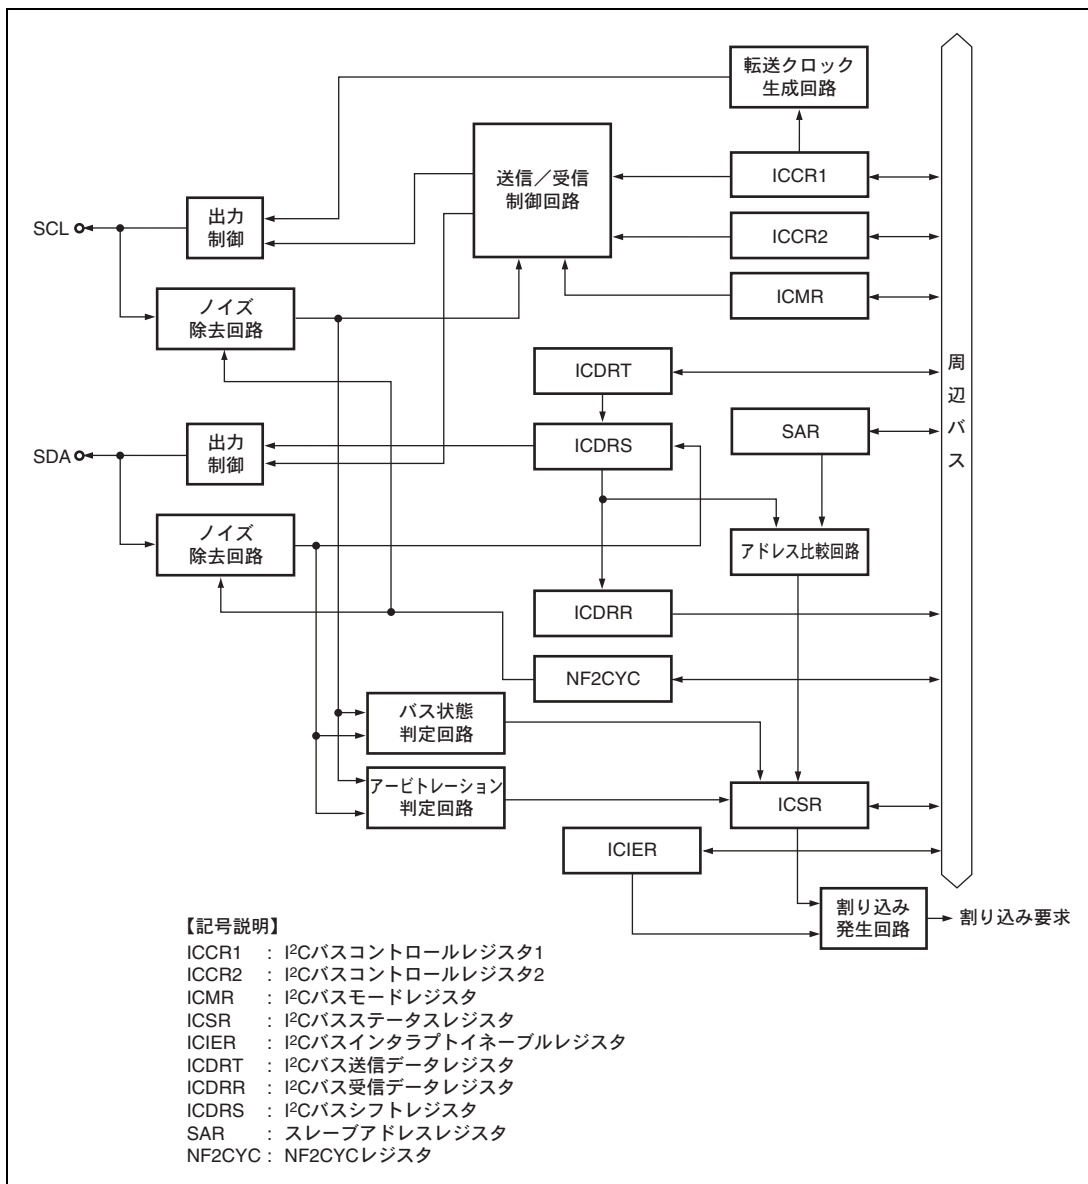 転送クロック
生成回路
送信／受信
制御回路
ICCR1
ICCR2
ICMR
SCL
出力
制御
ノイズ
除去回路
ICDRT
周辺バス
SAR
SDA
出力
制御
ICDRS
ノイズ
除去回路
アドレス比較回路
ICDRR
NF2CYC
バス状態
判定回路
アービトレーション
判定回路
ICSR
ICIER
割り込み
発生回路
割り込み要求
【記号説明】
ICCR1 : I²Cバスコントロールレジスタ1
ICCR2 : I²Cバスコントロールレジスタ2
ICMR : I²Cバスモードレジスタ
ICSR : I²Cバスステータスレジスタ
ICIER : I²Cバスインタラプトイネーブルレジスタ
ICDRT : I²Cバス送信データレジスタ
ICDRR : I²Cバス受信データレジスタ
ICDRS : I²Cバスシフトレジスタ
SAR : スレーブアドレスレジスタ
NF2CYC : NF2CYCレジスタ